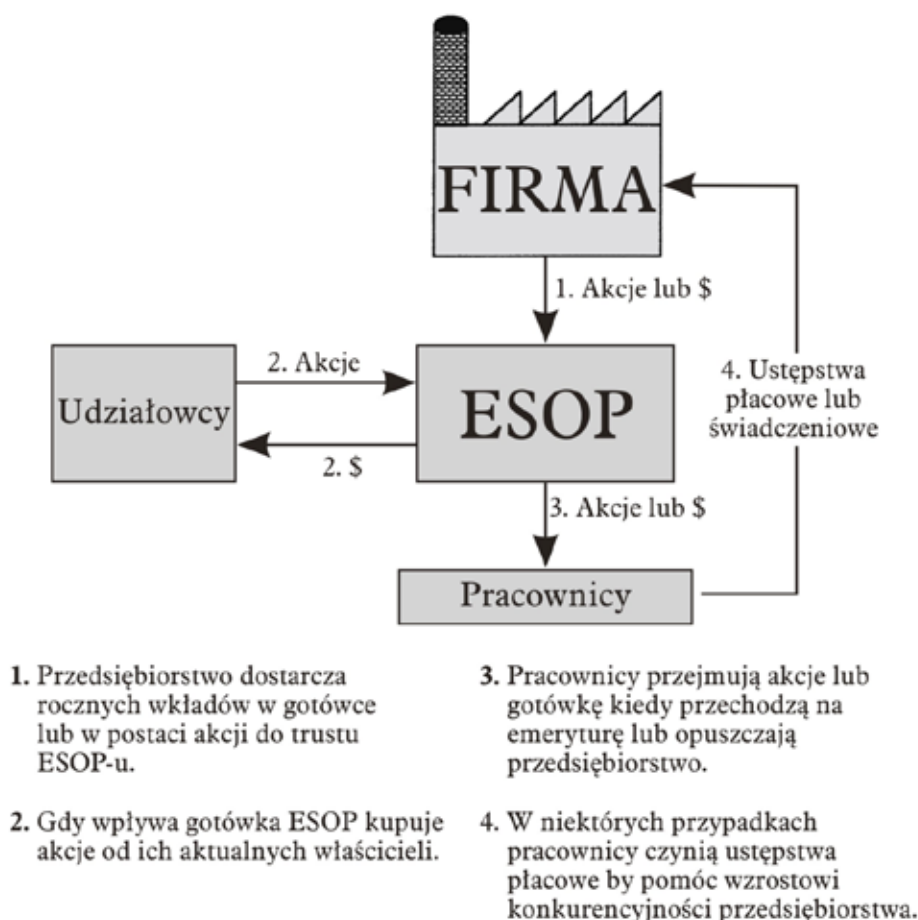 FIRMA
1. Akcje lub $
2. Akcje
Udziałowcy
ESOP
2. $
4. Ustępstwa
płacowe lub
świadczeniowe
3. Akcje lub $
Pracownicy
1. Przedsiębiorstwo dostarcza
rocznych wkładów w gotówce
lub w postaci akcji do trustu
ESOP-u.
2. Gdy wpływa gotówka ESOP kupuje
akcje od ich aktualnych właścicieli.
3. Pracownicy przejmują akcje lub
gotówkę kiedy przechodzą na
emeryturę lub opuszczają
przedsiębiorstwo.
4. W niektórych przypadkach
pracownicy czynią ustępstwa
płacowe by pomóc wzrostowi
konkurencyjności przedsiębiorstwa.